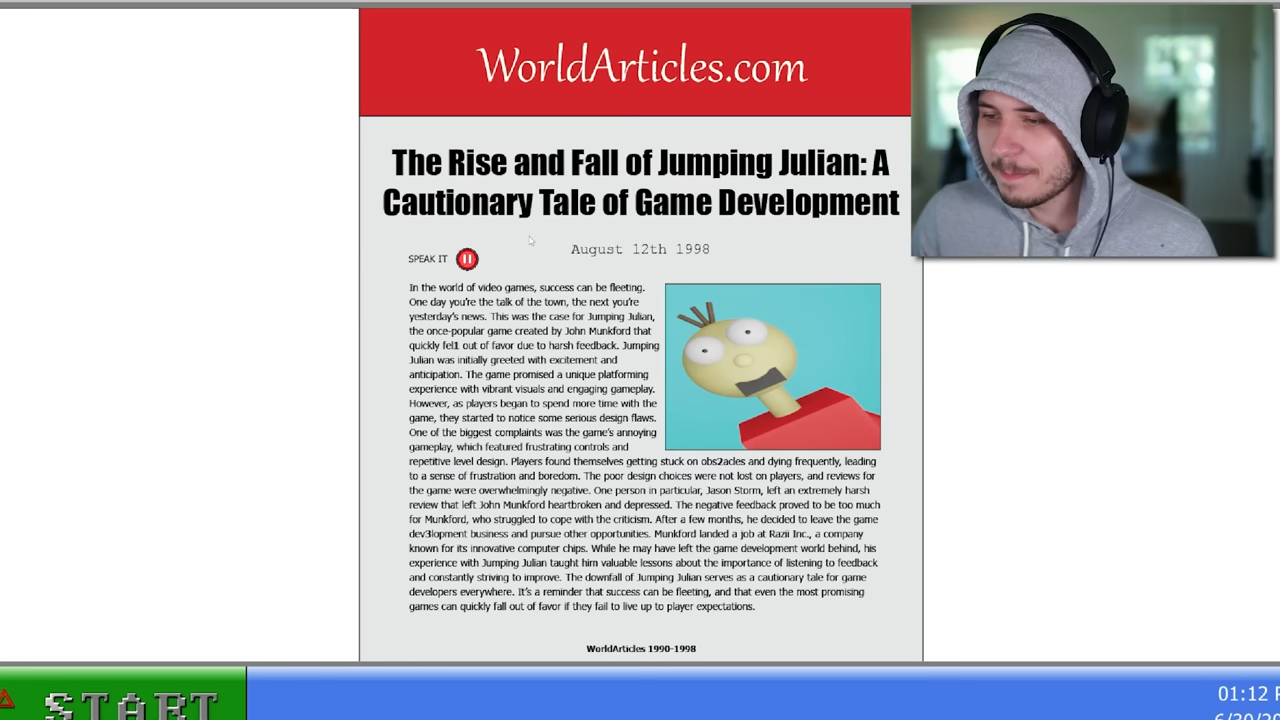 WorldArticles.com
The Rise and Fall of Jumping Julian: A
Cautionary Tale of Game Development
August 12th 1998
SPEAK IT
In the world of video games, success can be fleeting.
One day you're the talk of the town, the next you're
yesterday's news. This was the case for Jumping Julian,
the once-popular game created by John Munkford that
quickly fel1 out of favor due to harsh feedback. Jumping
Julian was initially greeted with excitement and
anticipation. The game promised a unique platforming
experience with vibrant visuals and engaging gameplay.
However, as players began to spend more time with the
game, they started to notice some serious design flaws.
One of the biggest complaints was the game's annoying
gameplay, which featured frustrating controls and
repetitive level design. Players found themselves getting stuck on obs2acles and dying frequently, leading
to a sense of frustration and boredom. The poor design choices were not lost on players, and reviews for
the game were overwhelmingly negative. One person in particular, Jason Storm, left an extremely harsh
review that left John Munkford heartbroken and depressed. The negative feedback proved to be too much
for Munkford, who struggled to cope with the criticism. After a few months, he decided to leave the game
dev3lopment business and pursue other opportunities. Munkford landed a job at Razii Inc., a company
known for its innovative computer chips. While he may have left the game development world behind, his
experience with Jumping Julian taught him valuable lessons about the importance of listening to feedback
and constantly striving to improve. The downfall of Jumping Julian serves as a cautionary tale for game
developers everywhere. It's a reminder that success can be fleeting, and that even the most promising
games can quickly fall out of favor if they fail to live up to player expectations.
WorldArticles 1990-1998
START
01:12